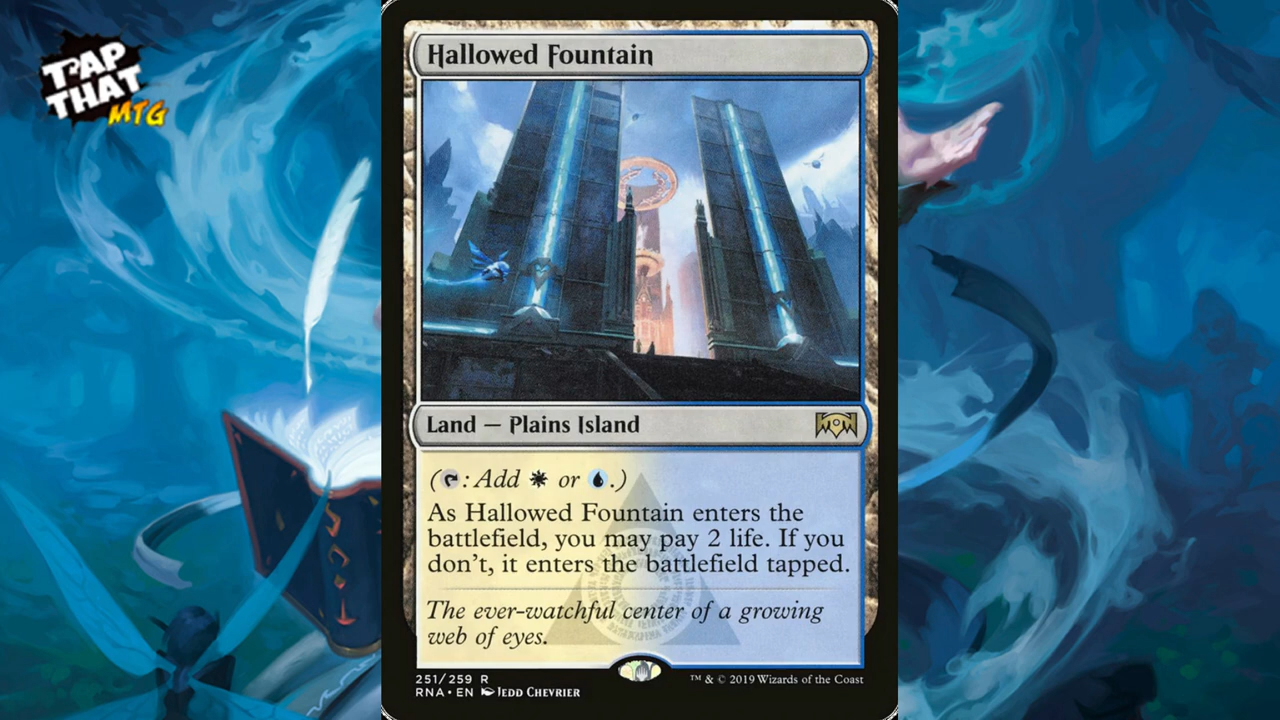 TAP
THAT
MTG
Hallowed Fountain
Land — Plains Island
( : Add or .)
As Hallowed Fountain enters the
battlefield, you may pay 2 life. If you
don't, it enters the battlefield tapped.
The ever-watchful center of a growing
web of eyes.
251/259 R
RNA • EN Jedd Chevrier
™ & © 2019 Wizards of the Coast